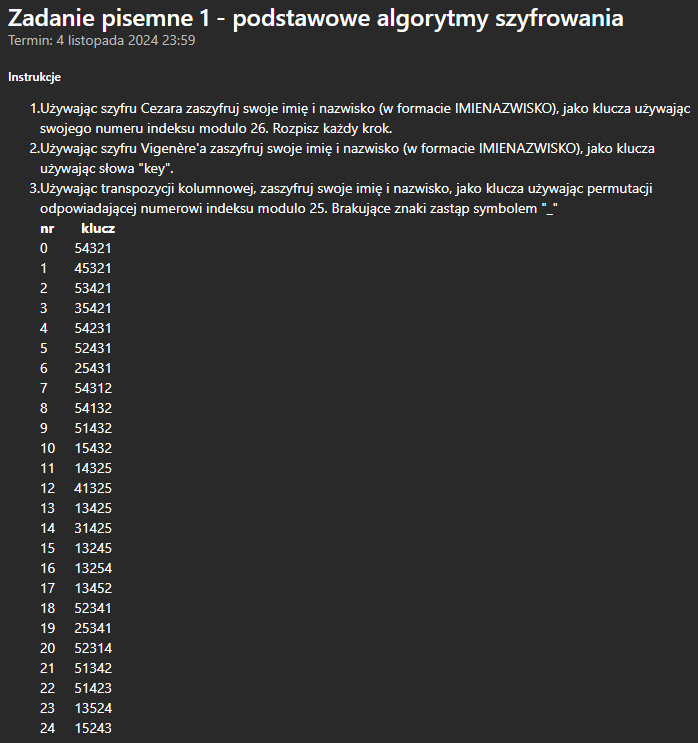 Zadanie pisemne 1 - podstawowe algorytmy szyfrowania
Termin: 4 listopada 2024 23:59
Instrukcje
1.Używając szyfru Cezara zaszyfruj swoje imię i nazwisko (w formacie IMIENAZWISKO), jako klucza używając
swojego numeru indeksu modulo 26. Rozpisz każdy krok.
2.Używając szyfru Vigenère'a zaszyfruj swoje imię i nazwisko (w formacie IMIENAZWISKO), jako klucza
używając słowa "key".
3.Używając transpozycji kolumnowej, zaszyfruj swoje imię i nazwisko, jako klucza używając permutacji
odpowiadającej numerowi indeksu modulo 25. Brakujące znaki zastąp symbolem "_"
nr klucz
0 54321
1 45321
2 53421
3 35421
4 54231
5 52431
6 25431
7 54312
8 54132
9 51432
10 15432
11 14325
12 41325
13 13425
14 31425
15 13245
16 13254
17 13452
18 52341
19 25341
20 52314
21 51342
22 51423
23 13524
24 15243